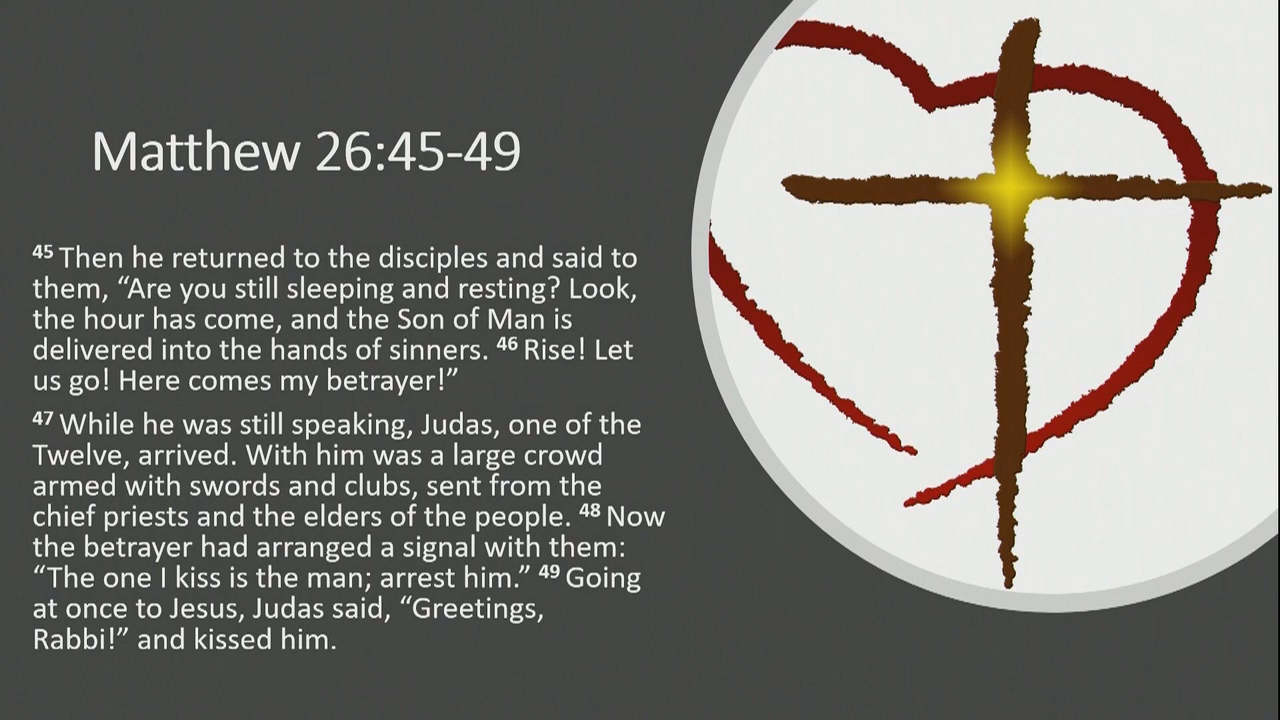 Matthew 26:45-49
45 Then he returned to the disciples and said to
them, “Are you still sleeping and resting? Look,
the hour has come, and the Son of Man is
delivered into the hands of sinners. 46 Rise! Let
us go! Here comes my betrayer!”
47 While he was still speaking, Judas, one of the
Twelve, arrived. With him was a large crowd
armed with swords and clubs, sent from the
chief priests and the elders of the people. 48 Now
the betrayer had arranged a signal with them:
“The one I kiss is the man; arrest him.” 49 Going
at once to Jesus, Judas said, “Greetings,
Rabbi!” and kissed him.